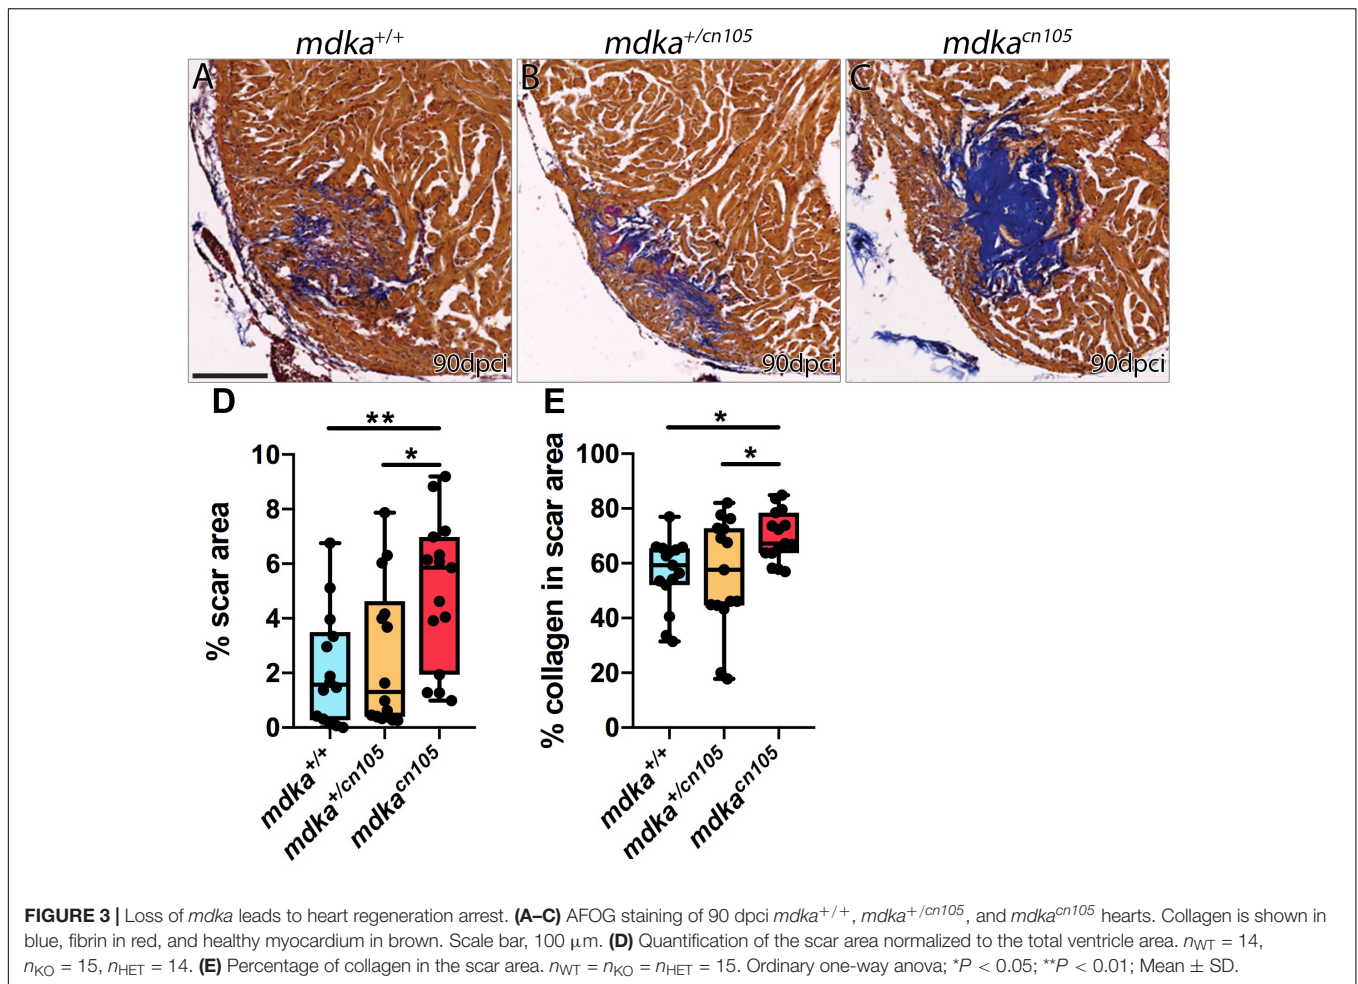 mdka+/+ mdka+/cn105 mdkacn105
A B C
90dpci 90dpci 90dpci
D E
** *
* *
% scar area
10
8
6
4
2
0
mdka+/+ mdka+/cn105 mdkacn105
% collagen in scar area
100
80
60
40
20
0
mdka+/+ mdka+/cn105 mdkacn105
FIGURE 3 | Loss of mdka leads to heart regeneration arrest. (A–C) AFOG staining of 90 dpci mdka+/+, mdka+/cn105, and mdkacn105 hearts. Collagen is shown in
blue, fibrin in red, and healthy myocardium in brown. Scale bar, 100 μm. (D) Quantification of the scar area normalized to the total ventricle area. nWT = 14,
nKO = 15, nHET = 14. (E) Percentage of collagen in the scar area. nWT = nKO = nHET = 15. Ordinary one-way anova; *P < 0.05; **P < 0.01; Mean ± SD.